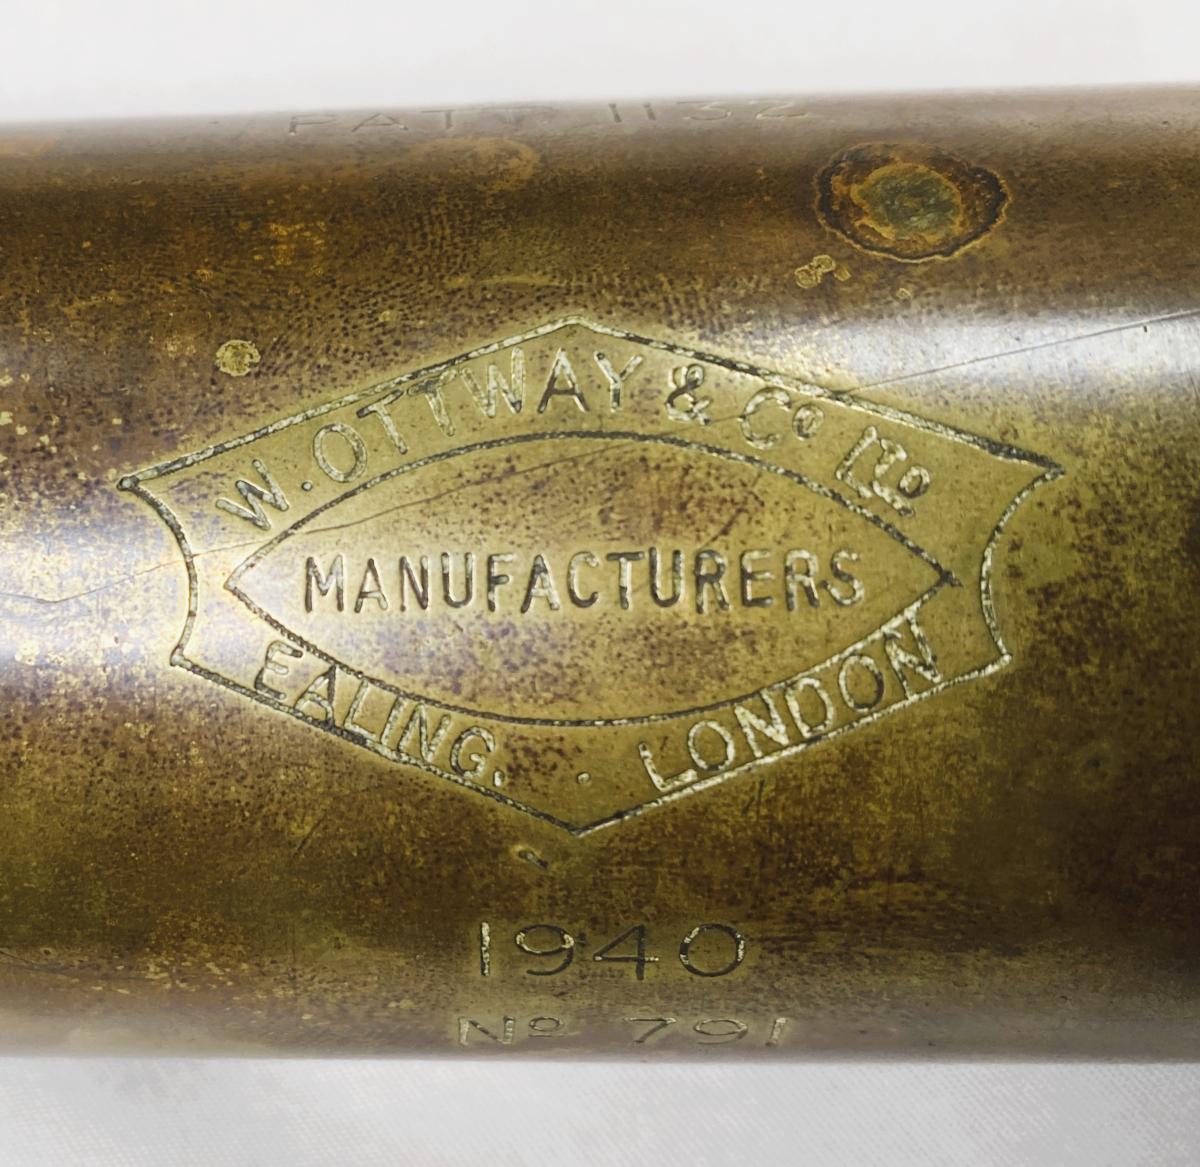 PATT. 1132
W. OTTWAY & Co LTD
MANUFACTURERS
EALING. · LONDON
1940
No 791